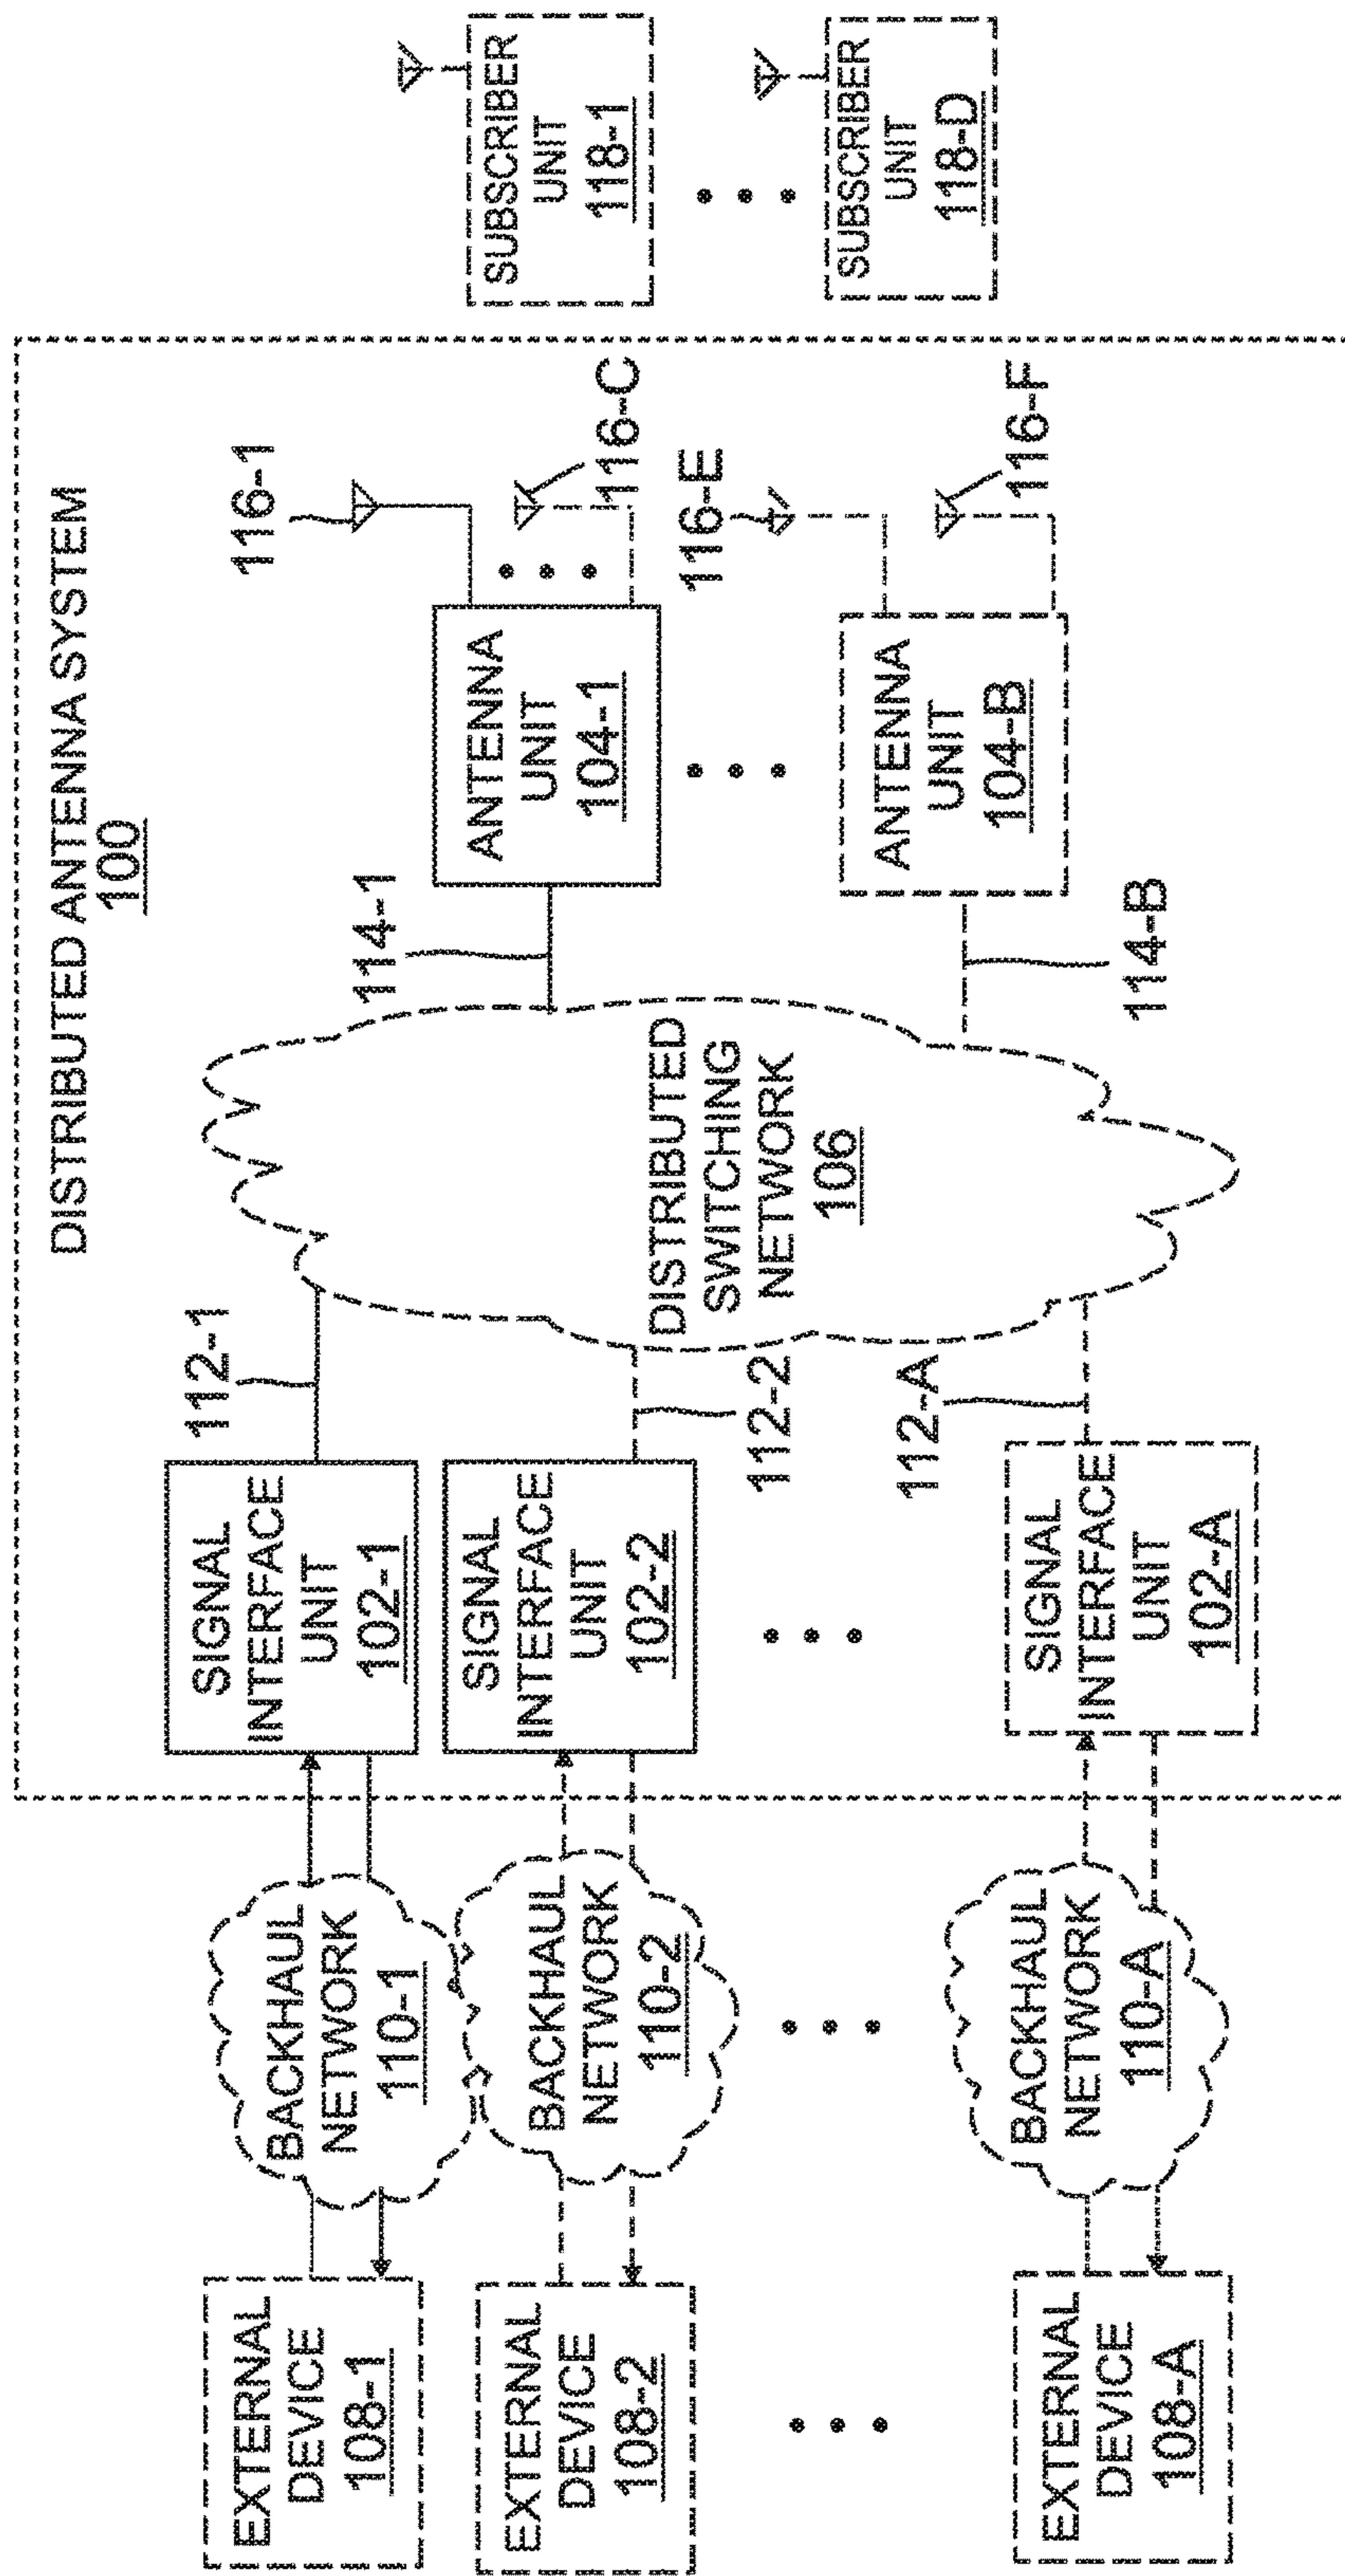 DISTRIBUTED ANTENNA SYSTEM
100
EXTERNAL
DEVICE
108-1
BACKHAUL
NETWORK
110-1
SIGNAL
INTERFACE
UNIT
102-1
112-1
EXTERNAL
DEVICE
108-2
BACKHAUL
NETWORK
110-2
SIGNAL
INTERFACE
UNIT
102-2
112-2
EXTERNAL
DEVICE
108-A
BACKHAUL
NETWORK
110-A
SIGNAL
INTERFACE
UNIT
102-A
112-A
DISTRIBUTED
SWITCHING
NETWORK
106
114-1
ANTENNA
UNIT
104-1
116-1
116-C
114-B
ANTENNA
UNIT
104-B
116-E
116-F
SUBSCRIBER
UNIT
118-1
SUBSCRIBER
UNIT
118-D